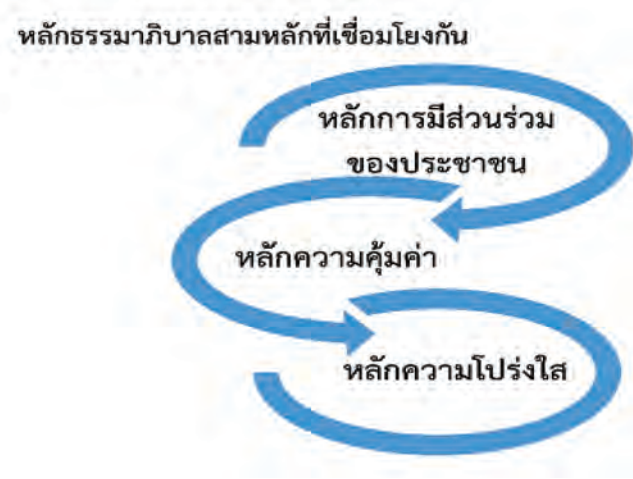 หลักธรรมาภิบาลสามหลักที่เชื่อมโยงกัน
หลักการมีส่วนร่วม
ของประชาชน
หลักความคุ้มค่า
หลักความโปร่งใส